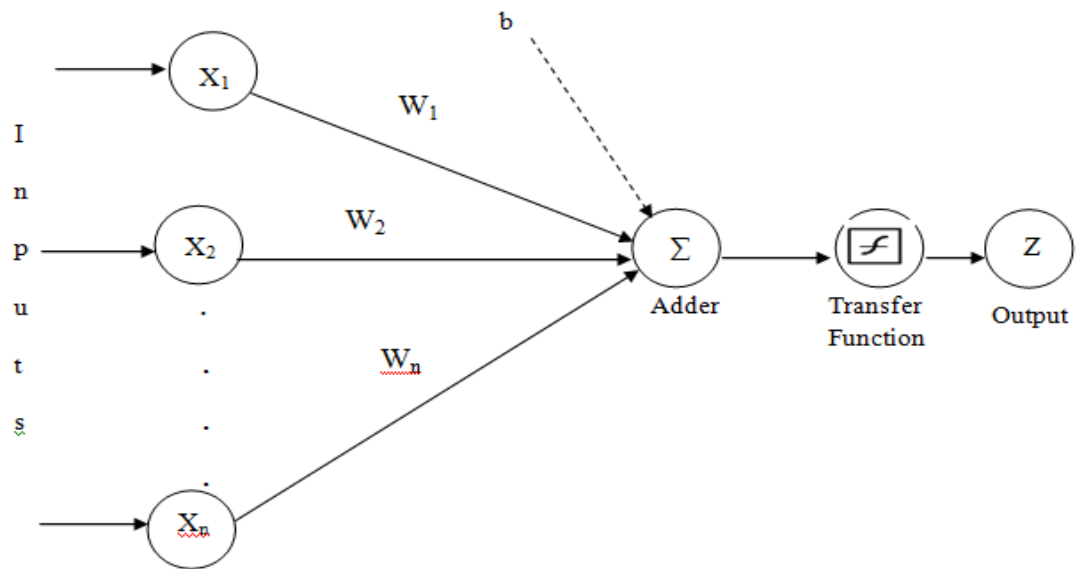 b
X₁
W₁
I
n
p
u
t
s
W₂
X₂
Σ
Z
Adder
Transfer
Function
Output
Wₙ
.
.
.
.
Xₙ